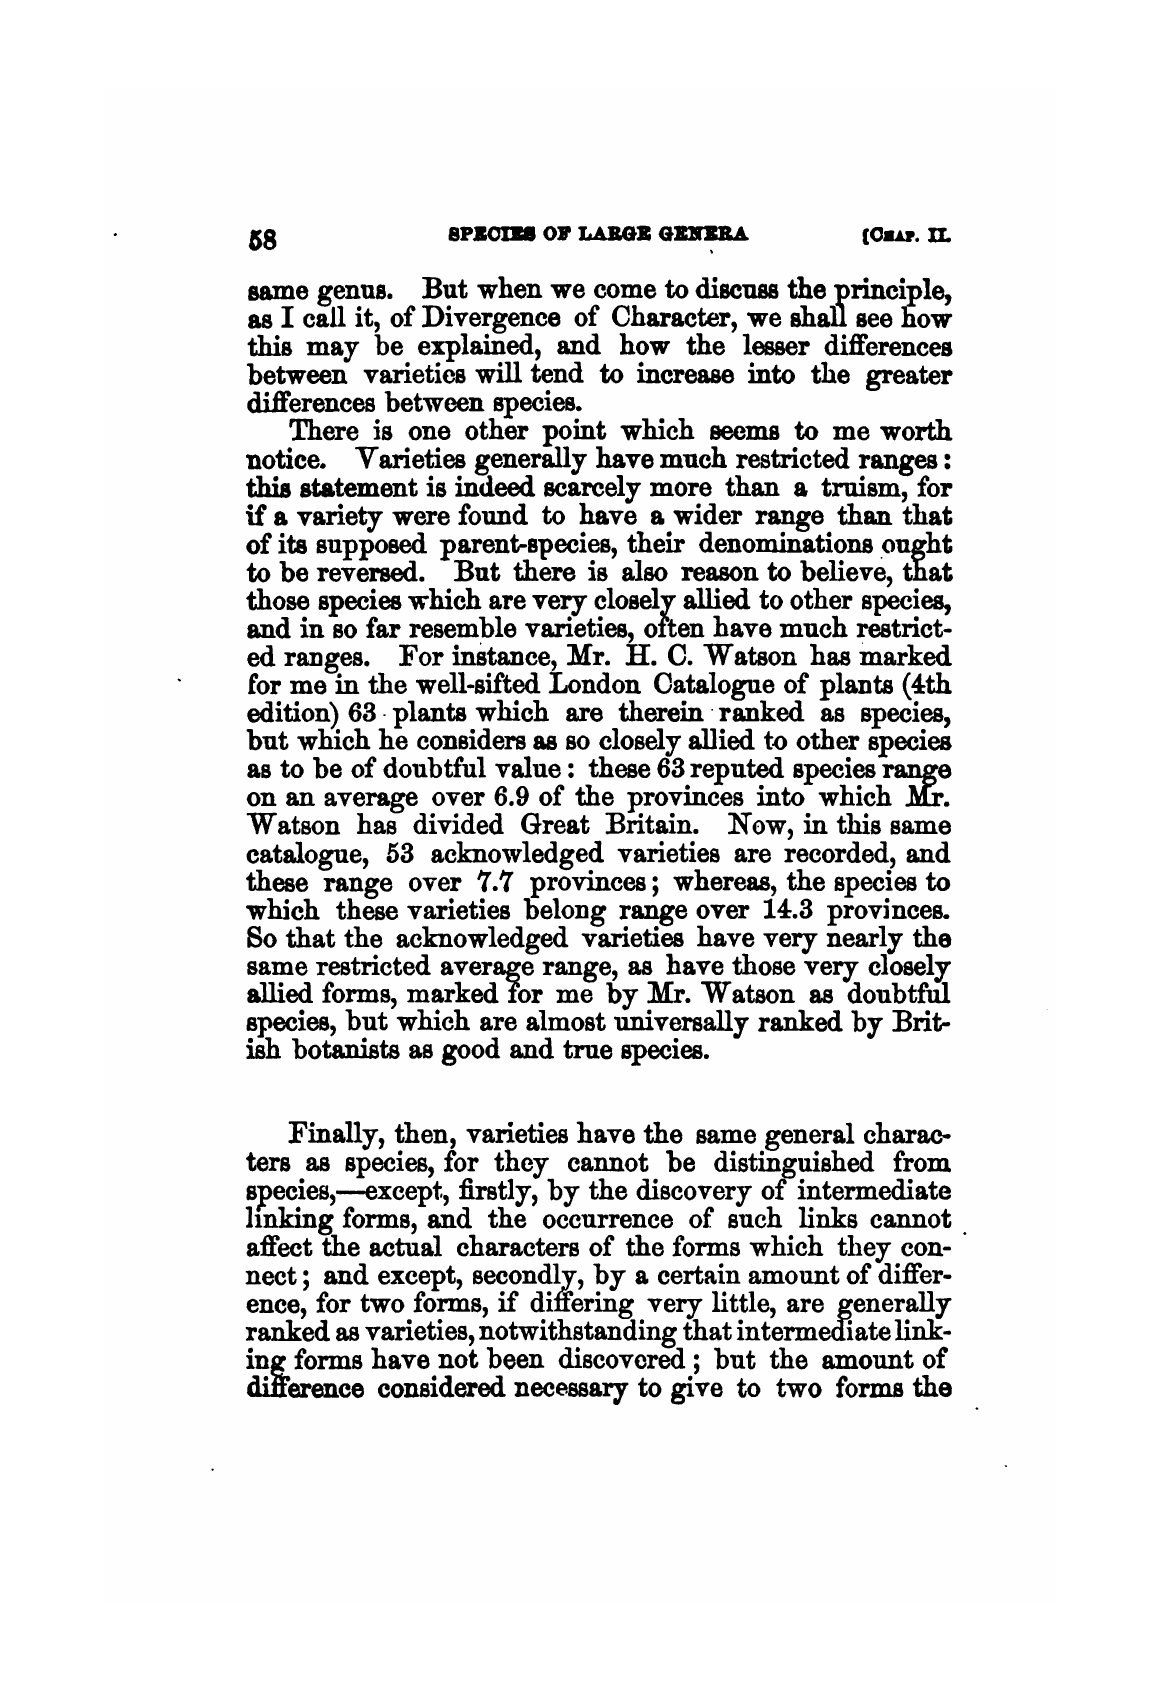 58 SPECIES OF LARGE GENERA [CHAP. II.
same genus. But when we come to discuss the principle,
as I call it, of Divergence of Character, we shall see how
this may be explained, and how the lesser differences
between varieties will tend to increase into the greater
differences between species.
There is one other point which seems to me worth
notice. Varieties generally have much restricted ranges:
this statement is indeed scarcely more than a truism, for
if a variety were found to have a wider range than that
of its supposed parent-species, their denominations ought
to be reversed. But there is also reason to believe, that
those species which are very closely allied to other species,
and in so far resemble varieties, often have much restrict-
ed ranges. For instance, Mr. H. C. Watson has marked
for me in the well-sifted London Catalogue of plants (4th
edition) 63 plants which are therein ranked as species,
but which he considers as so closely allied to other species
as to be of doubtful value: these 63 reputed species range
on an average over 6.9 of the provinces into which Mr.
Watson has divided Great Britain. Now, in this same
catalogue, 53 acknowledged varieties are recorded, and
these range over 7.7 provinces; whereas, the species to
which these varieties belong range over 14.3 provinces.
So that the acknowledged varieties have very nearly the
same restricted average range, as have those very closely
allied forms, marked for me by Mr. Watson as doubtful
species, but which are almost universally ranked by Brit-
ish botanists as good and true species.
Finally, then, varieties have the same general charac-
ters as species, for they cannot be distinguished from
species,—except, firstly, by the discovery of intermediate
linking forms, and the occurrence of such links cannot
affect the actual characters of the forms which they con-
nect; and except, secondly, by a certain amount of differ-
ence, for two forms, if differing very little, are generally
ranked as varieties, notwithstanding that intermediate link-
ing forms have not been discovered; but the amount of
difference considered necessary to give to two forms the